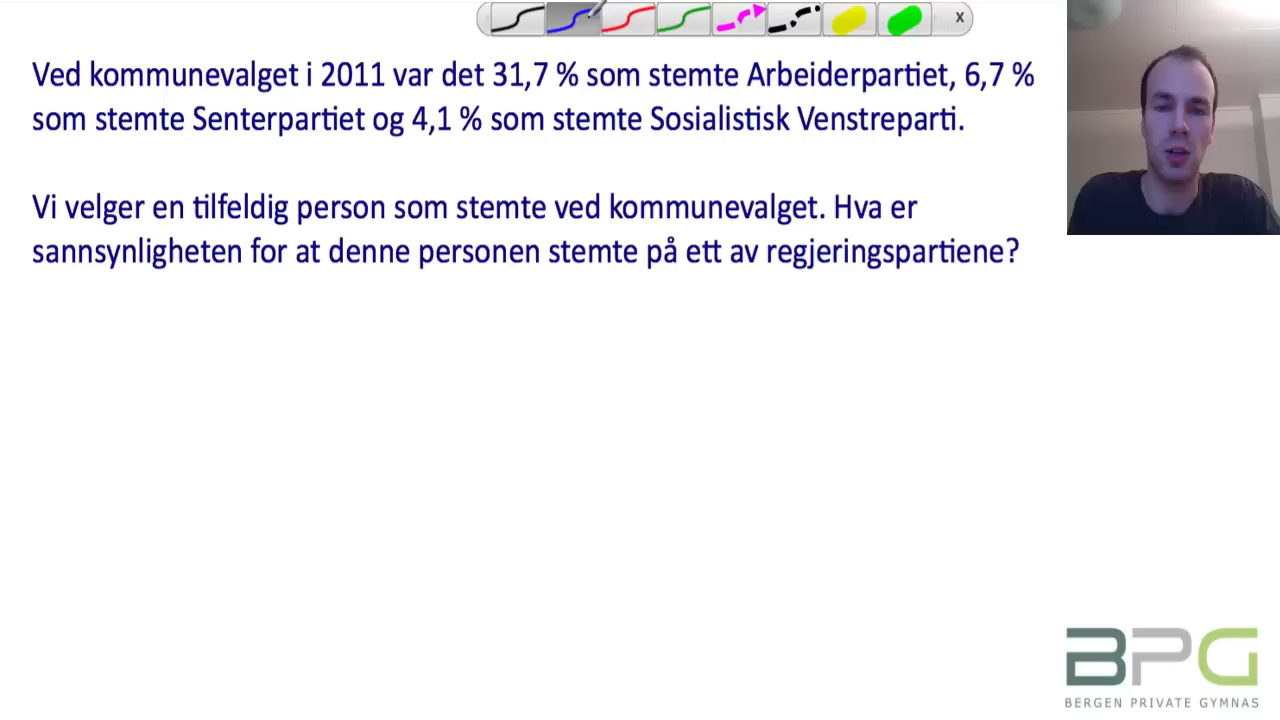 x
Ved kommunevalget i 2011 var det 31,7 % som stemte Arbeiderpartiet, 6,7 %
som stemte Senterpartiet og 4,1 % som stemte Sosialistisk Venstreparti.
Vi velger en tilfeldig person som stemte ved kommunevalget. Hva er
sannsynligheten for at denne personen stemte på ett av regjeringspartiene?
BPG
BERGEN PRIVATE GYMNAS